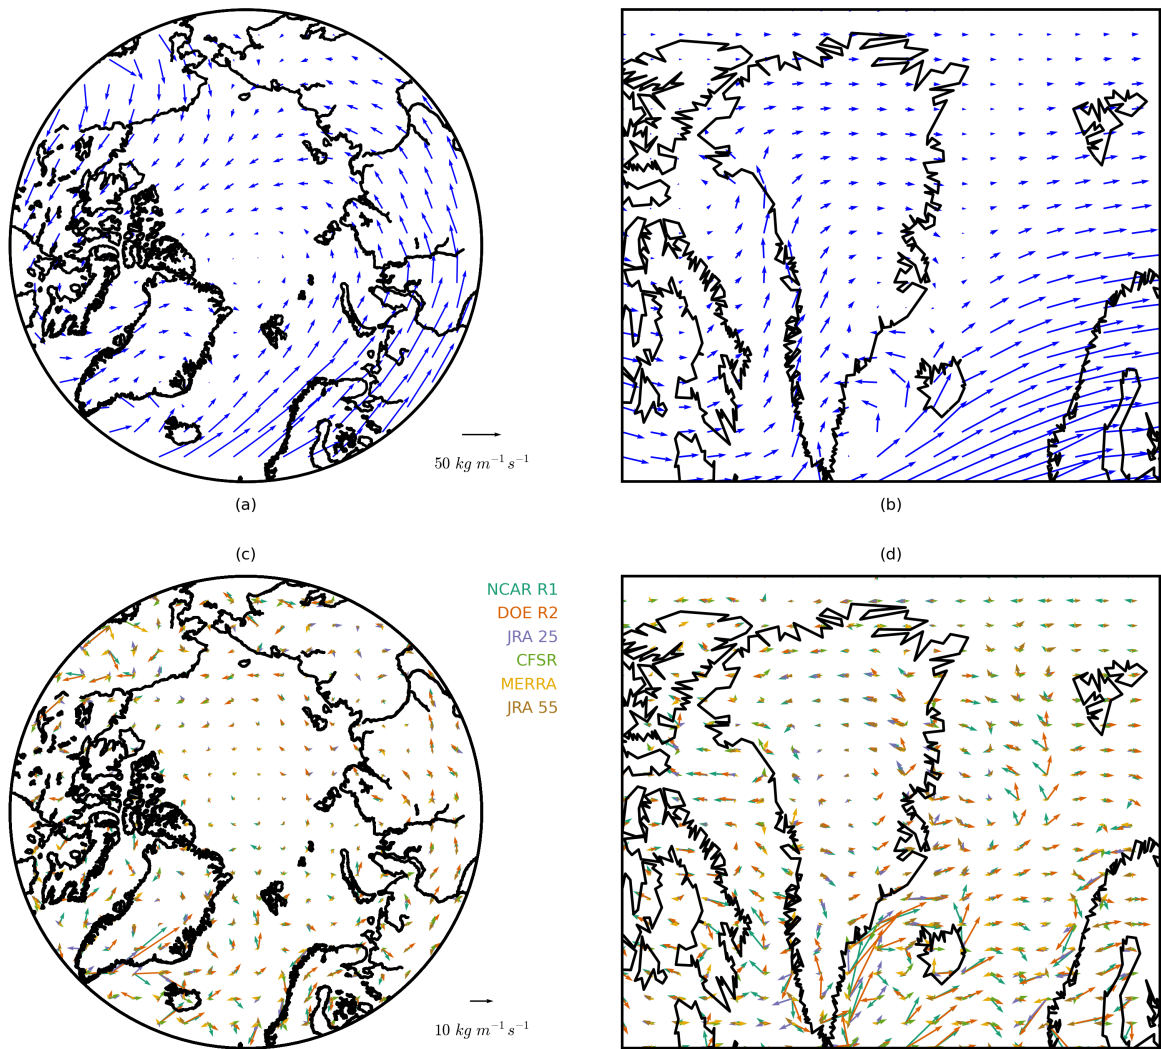 50 kg m⁻¹ s⁻¹
(a)
(b)
(c)
(d)
NCAR R1
DOE R2
JRA 25
CFSR
MERRA
JRA 55
10 kg m⁻¹ s⁻¹